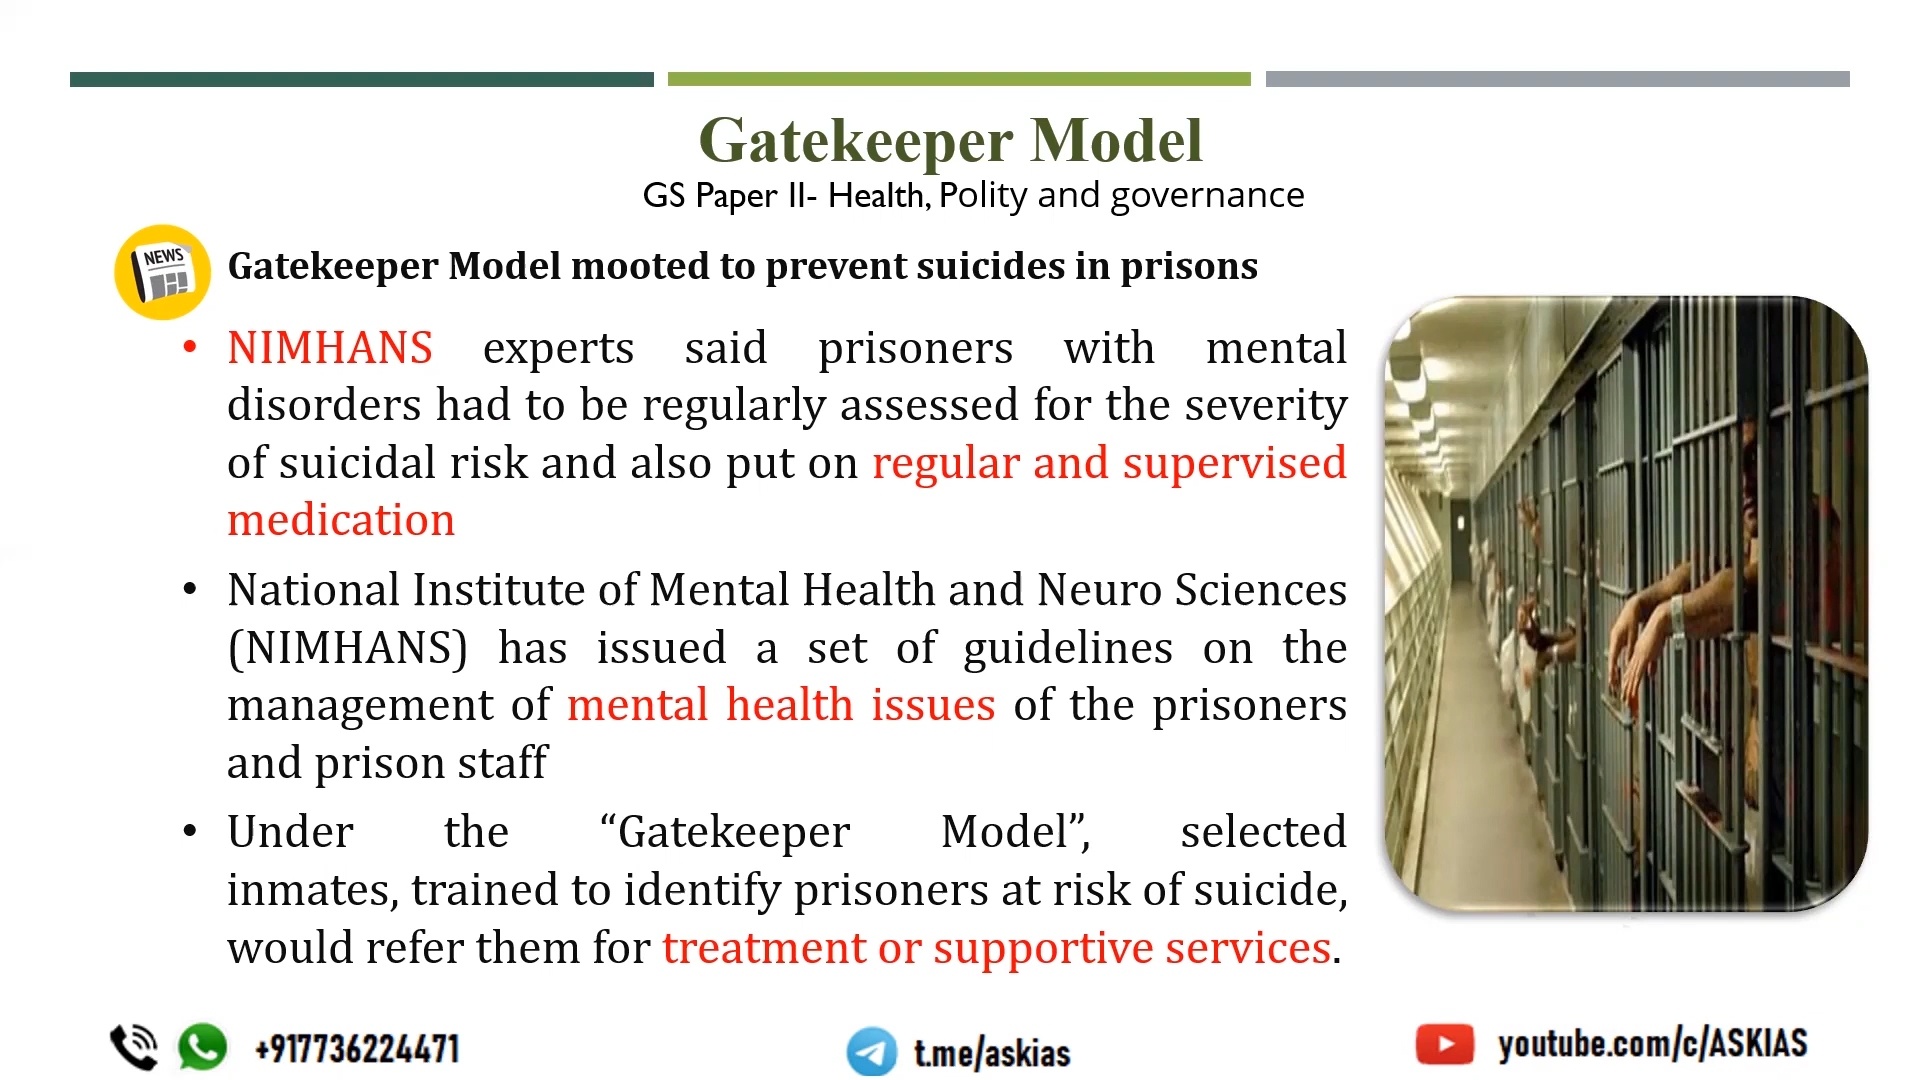 Gatekeeper Model
GS Paper II- Health, Polity and governance
NEWS
Gatekeeper Model mooted to prevent suicides in prisons
• NIMHANS experts said prisoners with mental
disorders had to be regularly assessed for the severity
of suicidal risk and also put on regular and supervised
medication
• National Institute of Mental Health and Neuro Sciences
(NIMHANS) has issued a set of guidelines on the
management of mental health issues of the prisoners
and prison staff
• Under the “Gatekeeper Model”, selected
inmates, trained to identify prisoners at risk of suicide,
would refer them for treatment or supportive services.
+917736224471
t.me/askias
youtube.com/c/ASKIAS